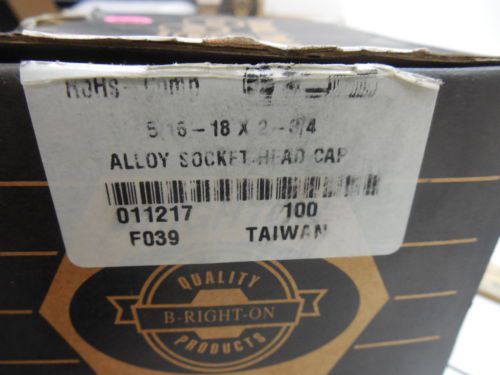 RoHS Comp
5/16-18 X 2-3/4
ALLOY SOCKET HEAD CAP
011217 100
F039 TAIWAN
QUALITY
B-RIGHT-ON
PRODUCTS